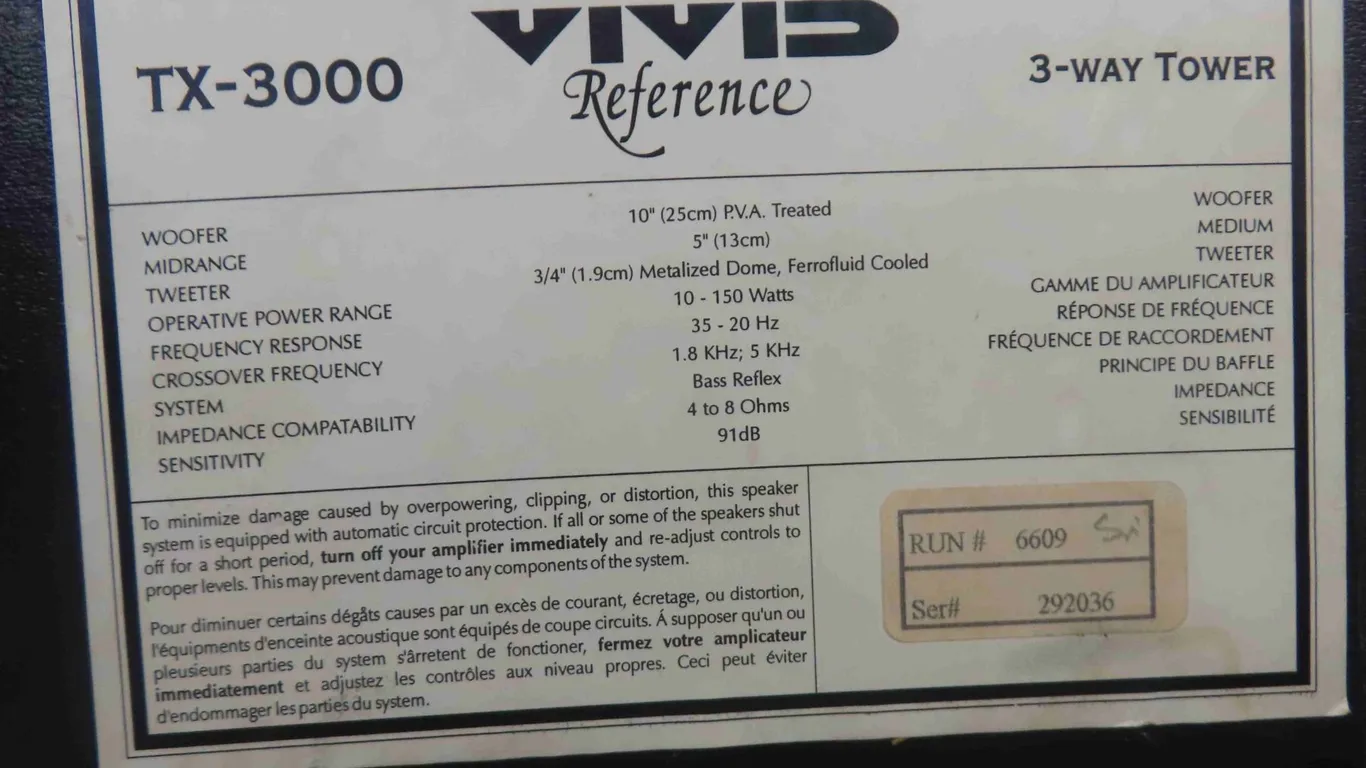 TX-3000
VIVID
Reference
3-WAY TOWER
WOOFER 10" (25cm) P.V.A. Treated WOOFER
MIDRANGE 5" (13cm) MEDIUM
TWEETER 3/4" (1.9cm) Metalized Dome, Ferrofluid Cooled TWEETER
OPERATIVE POWER RANGE 10 - 150 Watts GAMME DU AMPLIFICATEUR
FREQUENCY RESPONSE 35 - 20 Hz RÉPONSE DE FRÉQUENCE
CROSSOVER FREQUENCY 1.8 KHz; 5 KHz FRÉQUENCE DE RACCORDEMENT
SYSTEM Bass Reflex PRINCIPE DU BAFFLE
IMPEDANCE COMPATABILITY 4 to 8 Ohms IMPEDANCE
SENSITIVITY 91dB SENSIBILITÉ
To minimize damage caused by overpowering, clipping, or distortion, this speaker
system is equipped with automatic circuit protection. If all or some of the speakers shut
off for a short period, turn off your amplifier immediately and re-adjust controls to
proper levels. This may prevent damage to any components of the system.
Pour diminuer certains dégâts causes par un excès de courant, écretage, ou distortion,
l'équipments d'enceinte acoustique sont équipés de coupe circuits. Á supposer qu'un ou
pleusieurs parties du system s'ârretent de fonctioner, fermez votre amplicateur
immediatement et adjustez les contrôles aux niveau propres. Ceci peut éviter
d'endommager les parties du system.
RUN # 6609
Ser# 292036